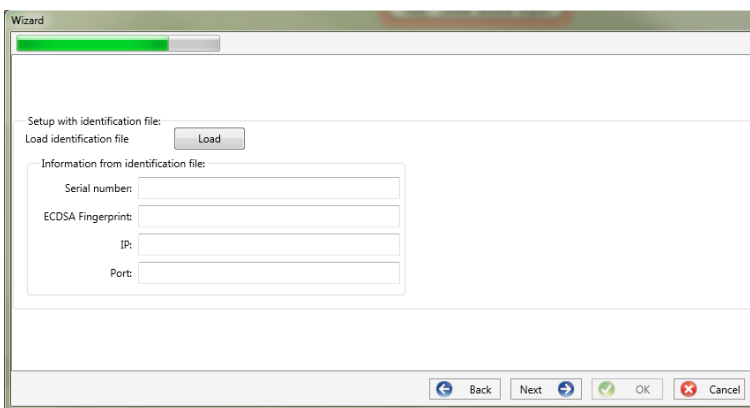 Wizard
Setup with identification file:
Load identification file Load
Information from identification file:
Serial number:
ECDSA Fingerprint:
IP:
Port:
Back Next OK Cancel